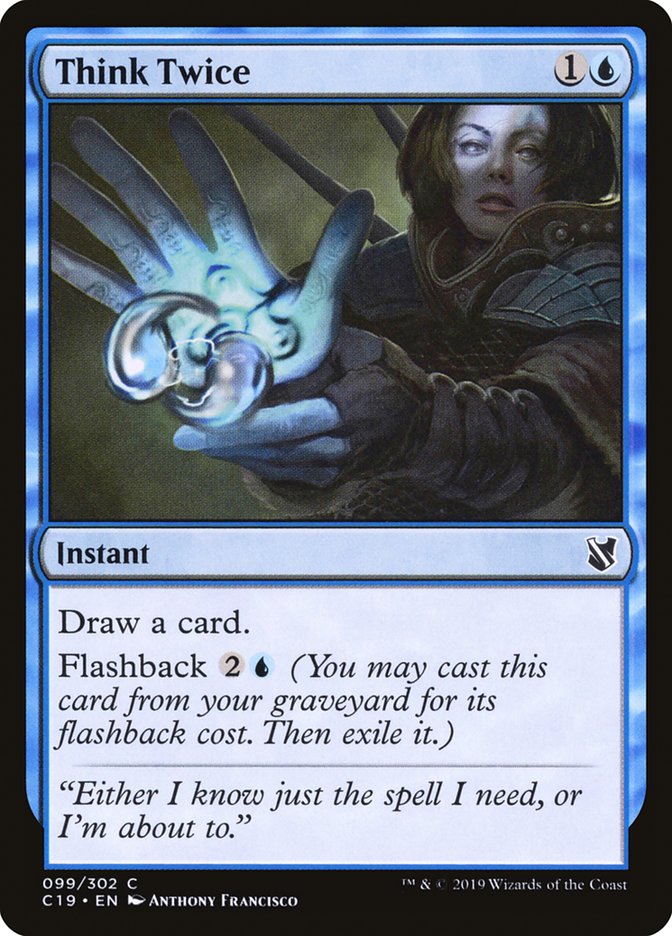 Think Twice 1
Instant
Draw a card.
Flashback 2 (You may cast this
card from your graveyard for its
flashback cost. Then exile it.)
“Either I know just the spell I need, or
I'm about to.”
099/302 C
C19 • EN Anthony Francisco
™ & © 2019 Wizards of the Coast